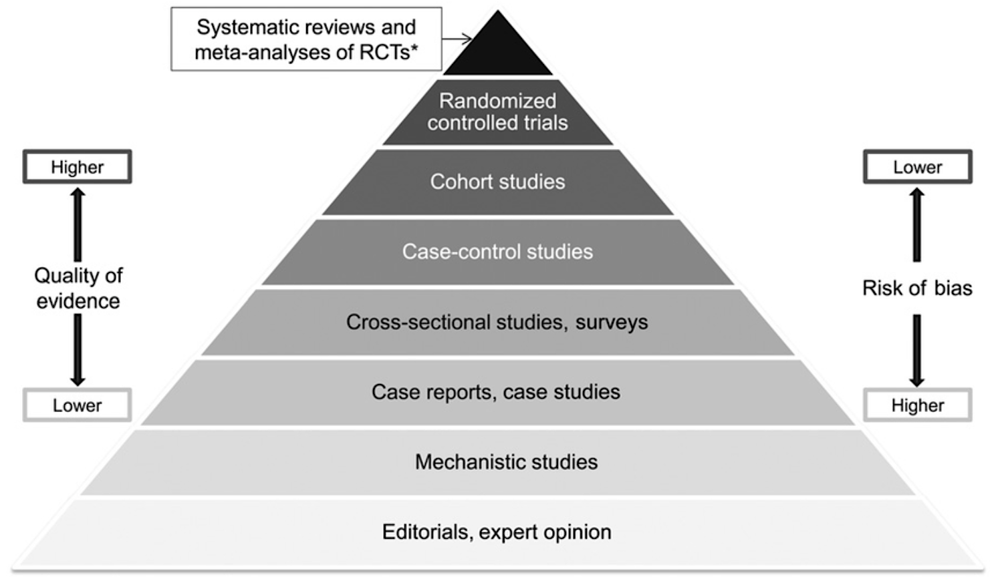 Systematic reviews and
meta-analyses of RCTs*
Randomized
controlled trials
Higher
Lower
Cohort studies
Case-control studies
Quality of
evidence
Risk of bias
Cross-sectional studies, surveys
Case reports, case studies
Lower
Higher
Mechanistic studies
Editorials, expert opinion